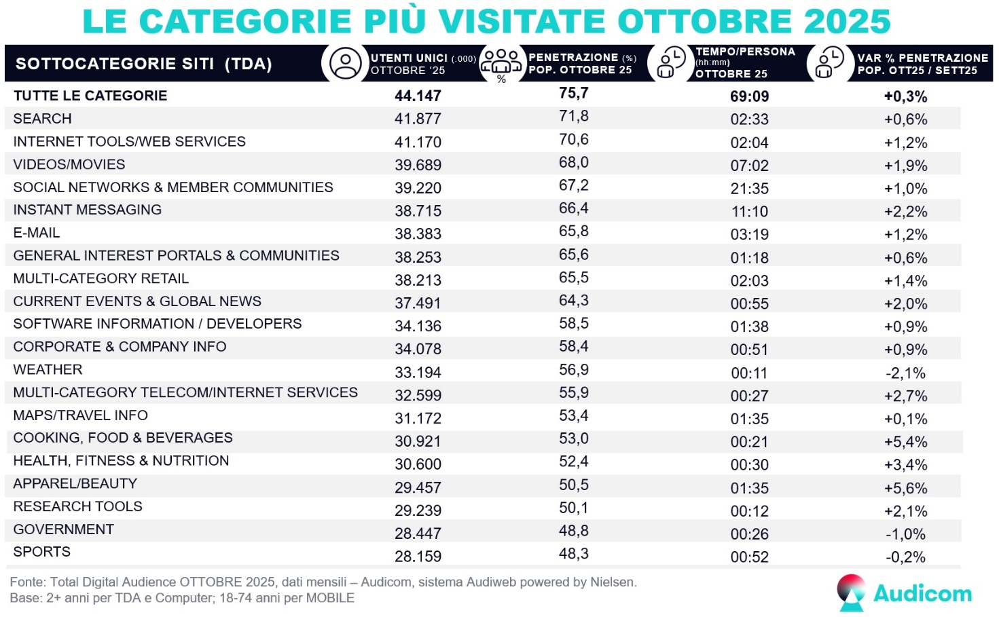 LE CATEGORIE PIÙ VISITATE OTTOBRE 2025
SOTTOCATEGORIE SITI (TDA)
UTENTI UNICI (.000)
OTTOBRE ‘25
%
PENETRAZIONE (%)
POP. OTTOBRE 25
TEMPO/PERSONA
(hh:mm)
OTTOBRE 25
VAR % PENETRAZIONE
POP. OTT25 / SETT25
TUTTE LE CATEGORIE 44.147 75,7 69:09 +0,3%
SEARCH 41.877 71,8 02:33 +0,6%
INTERNET TOOLS/WEB SERVICES 41.170 70,6 02:04 +1,2%
VIDEOS/MOVIES 39.689 68,0 07:02 +1,9%
SOCIAL NETWORKS & MEMBER COMMUNITIES 39.220 67,2 21:35 +1,0%
INSTANT MESSAGING 38.715 66,4 11:10 +2,2%
E-MAIL 38.383 65,8 03:19 +1,2%
GENERAL INTEREST PORTALS & COMMUNITIES 38.253 65,6 01:18 +0,6%
MULTI-CATEGORY RETAIL 38.213 65,5 02:03 +1,4%
CURRENT EVENTS & GLOBAL NEWS 37.491 64,3 00:55 +2,0%
SOFTWARE INFORMATION / DEVELOPERS 34.136 58,5 01:38 +0,9%
CORPORATE & COMPANY INFO 34.078 58,4 00:51 +0,9%
WEATHER 33.194 56,9 00:11 -2,1%
MULTI-CATEGORY TELECOM/INTERNET SERVICES 32.599 55,9 00:27 +2,7%
MAPS/TRAVEL INFO 31.172 53,4 01:35 +0,1%
COOKING, FOOD & BEVERAGES 30.921 53,0 00:21 +5,4%
HEALTH, FITNESS & NUTRITION 30.600 52,4 00:30 +3,4%
APPAREL/BEAUTY 29.457 50,5 01:35 +5,6%
RESEARCH TOOLS 29.239 50,1 00:12 +2,1%
GOVERNMENT 28.447 48,8 00:26 -1,0%
SPORTS 28.159 48,3 00:52 -0,2%
Fonte: Total Digital Audience OTTOBRE 2025, dati mensili – Audicom, sistema Audiweb powered by Nielsen.
Base: 2+ anni per TDA e Computer; 18-74 anni per MOBILE
Audicom